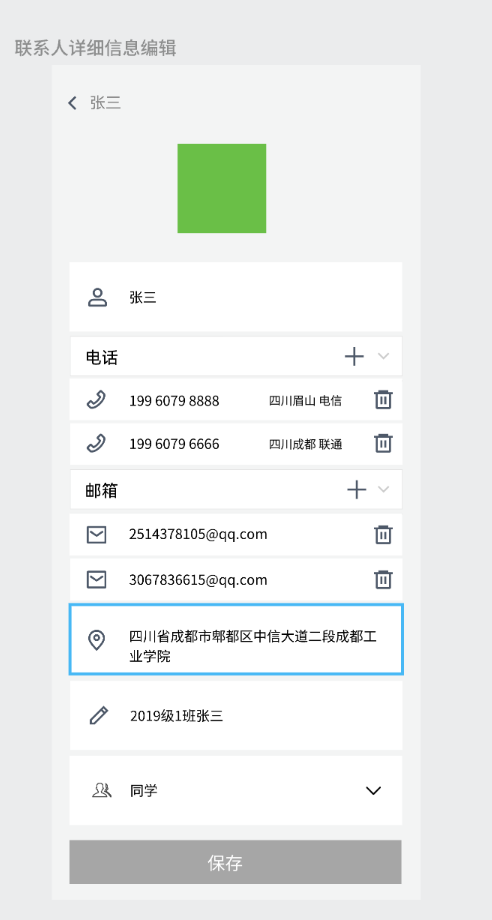 联系人详细信息编辑
张三
张三
电话
199 6079 8888 四川眉山 电信
199 6079 6666 四川成都 联通
邮箱
2514378105@qq.com
3067836615@qq.com
四川省成都市郫都区中信大道二段成都工
业学院
2019级1班张三
同学
保存